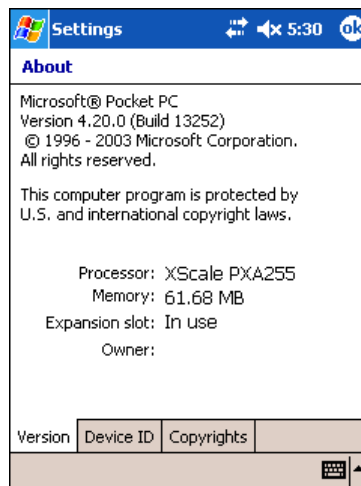 Settings 5:30 ok
About
Microsoft® Pocket PC
Version 4.20.0 (Build 13252)
© 1996 - 2003 Microsoft Corporation.
All rights reserved.
This computer program is protected by
U.S. and international copyright laws.
Processor: XScale PXA255
Memory: 61.68 MB
Expansion slot: In use
Owner:
Version Device ID Copyrights